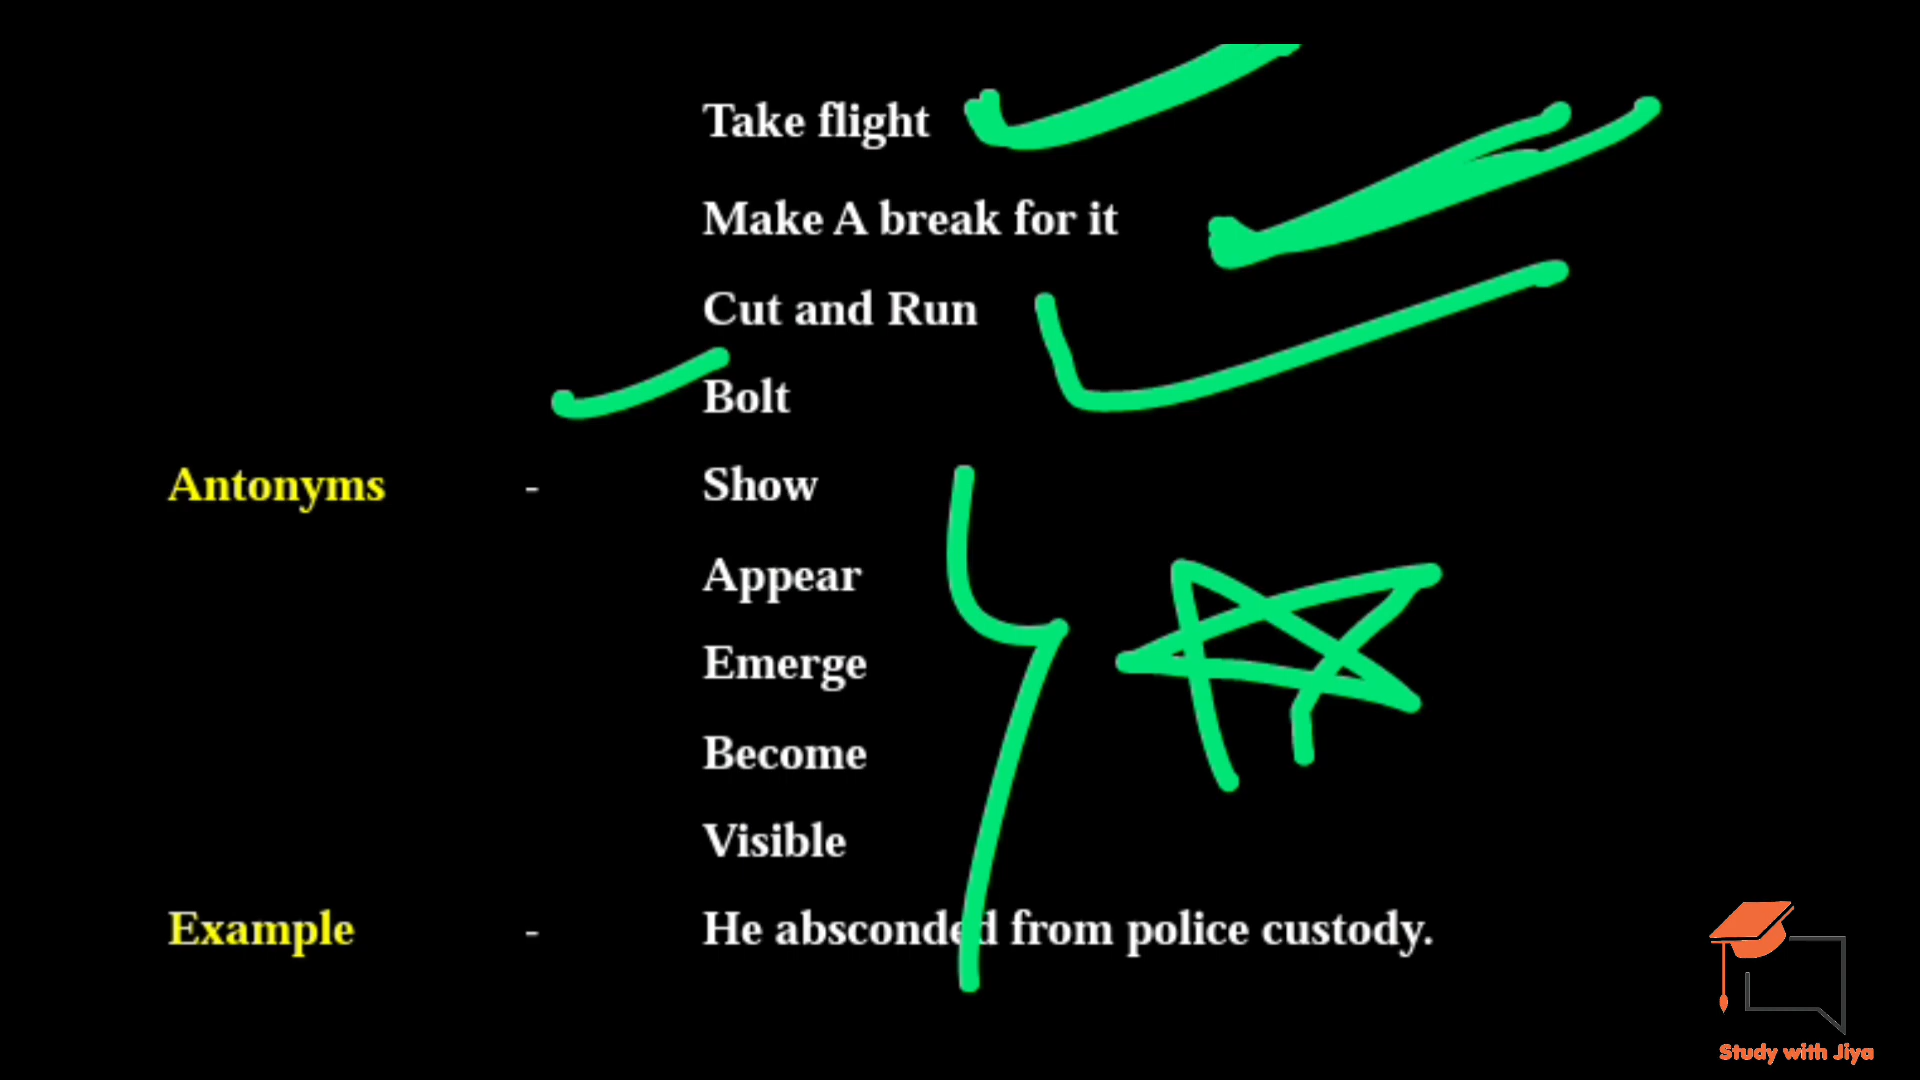 Take flight
Make A break for it
Cut and Run
Bolt
Antonyms - Show
Appear
Emerge
Become
Visible
Example - He absconded from police custody.
Study with Jiya